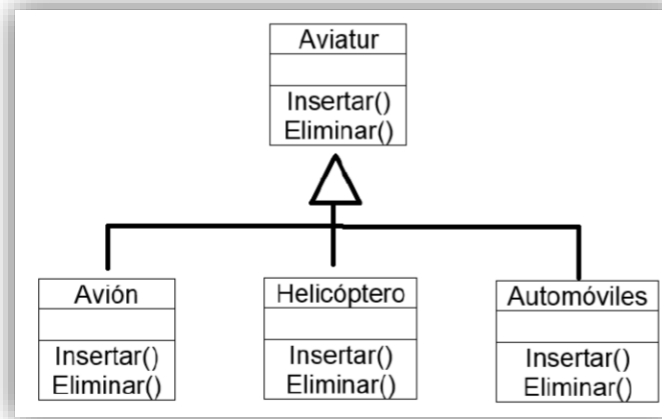 Aviatur
Insertar()
Eliminar()
Avión
Insertar()
Eliminar()
Helicóptero
Insertar()
Eliminar()
Automóviles
Insertar()
Eliminar()